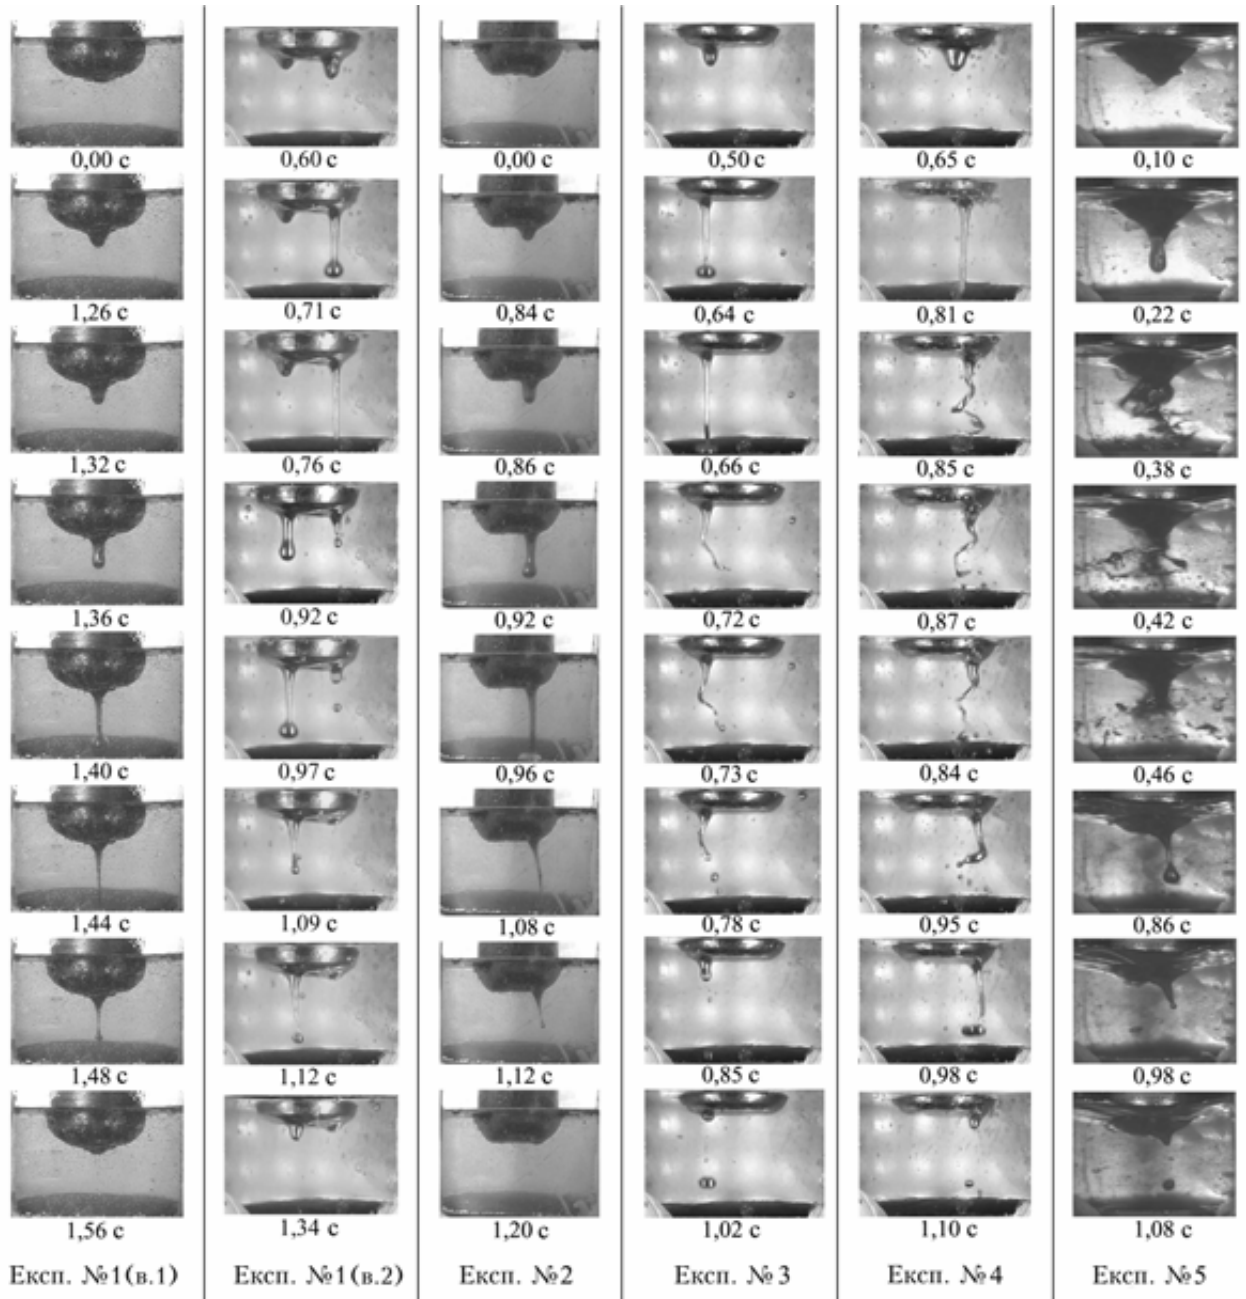 0,00 с 0,60 с 0,00 с 0,50 с 0,65 с 0,10 с
1,26 с 0,71 с 0,84 с 0,64 с 0,81 с 0,22 с
1,32 с 0,76 с 0,86 с 0,66 с 0,85 с 0,38 с
1,36 с 0,92 с 0,92 с 0,72 с 0,87 с 0,42 с
1,40 с 0,97 с 0,96 с 0,73 с 0,84 с 0,46 с
1,44 с 1,09 с 1,08 с 0,78 с 0,95 с 0,86 с
1,48 с 1,12 с 1,12 с 0,85 с 0,98 с 0,98 с
1,56 с 1,34 с 1,20 с 1,02 с 1,10 с 1,08 с
Експ. №1(в.1) Експ. №1(в.2) Експ. №2 Експ. №3 Експ. №4 Експ. №5